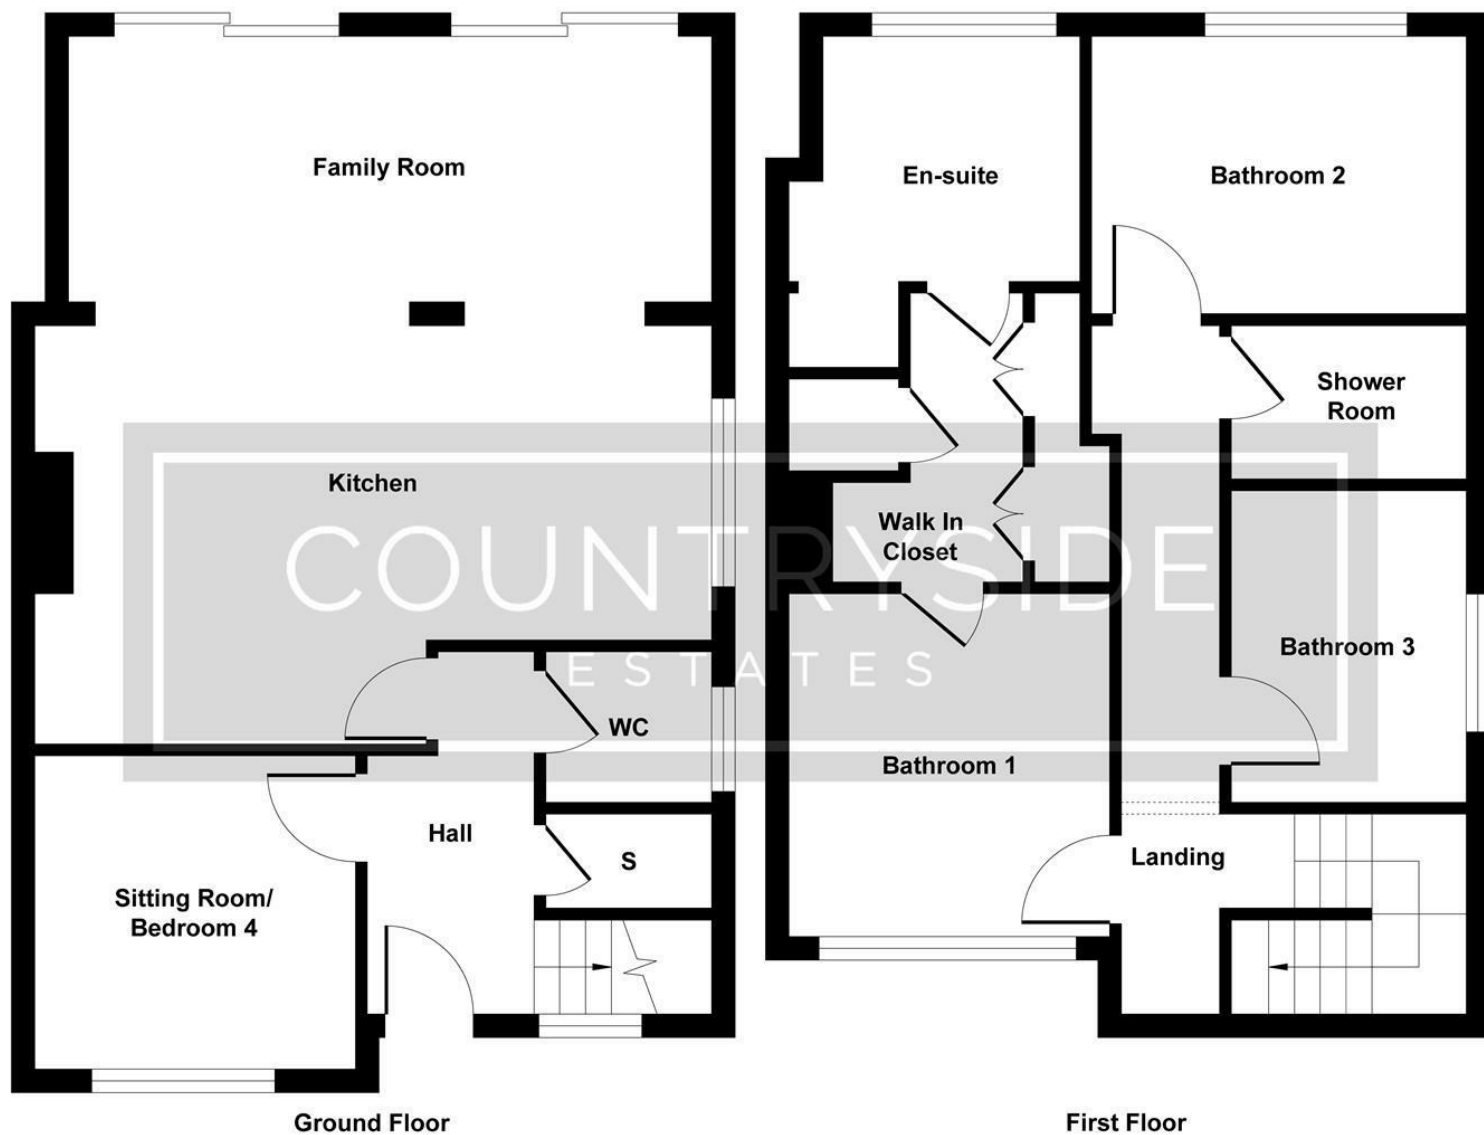 Family Room
Kitchen
WC
Hall
S
Sitting Room/
Bedroom 4
Ground Floor
En-suite
Bathroom 2
Shower
Room
Walk In
Closet
Bathroom 3
Bathroom 1
Landing
First Floor
COUNTRYSIDE
ESTATES